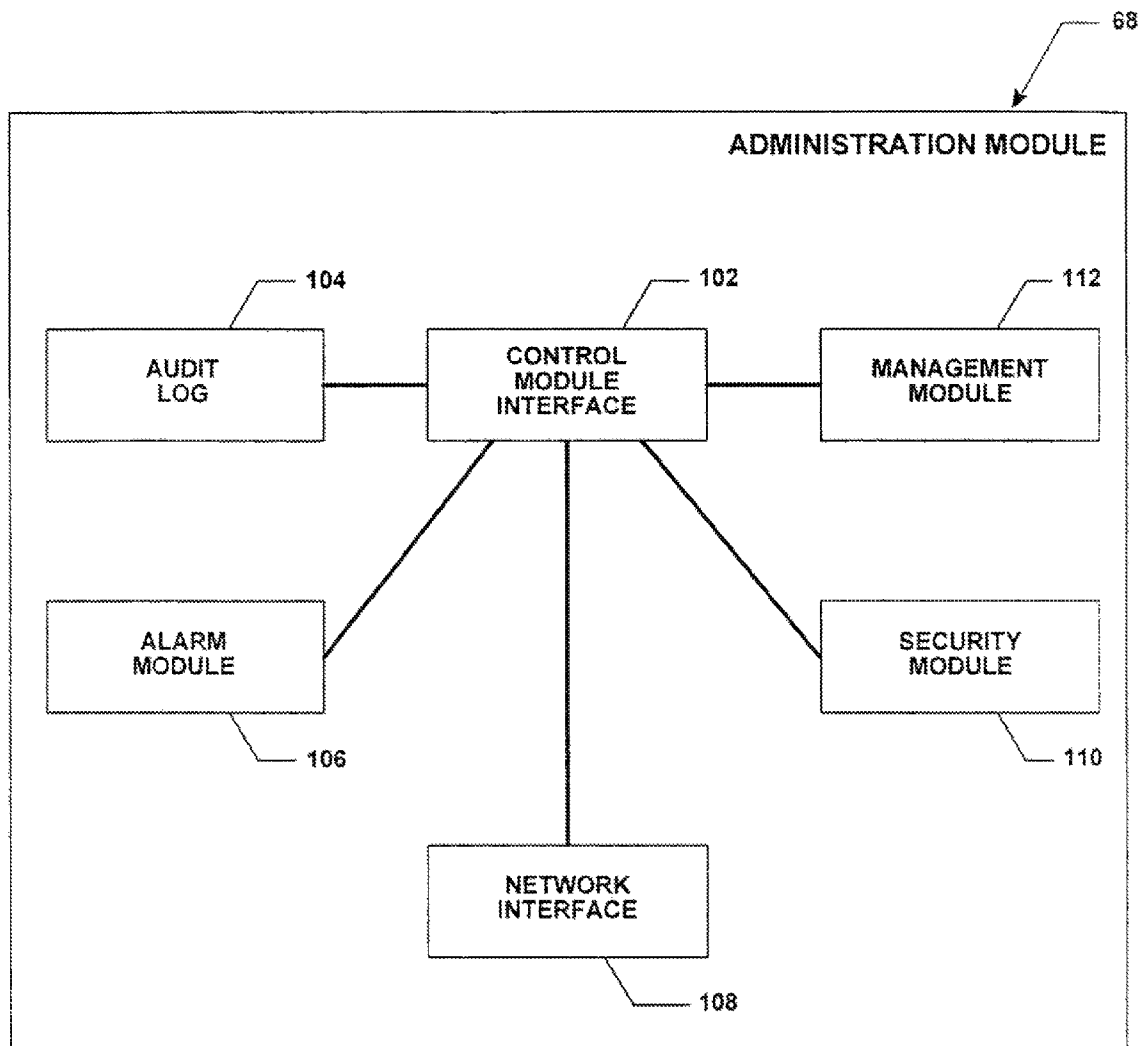 68
ADMINISTRATION MODULE
104
102
112
AUDIT
LOG
CONTROL
MODULE
INTERFACE
MANAGEMENT
MODULE
ALARM
MODULE
SECURITY
MODULE
106
110
NETWORK
INTERFACE
108